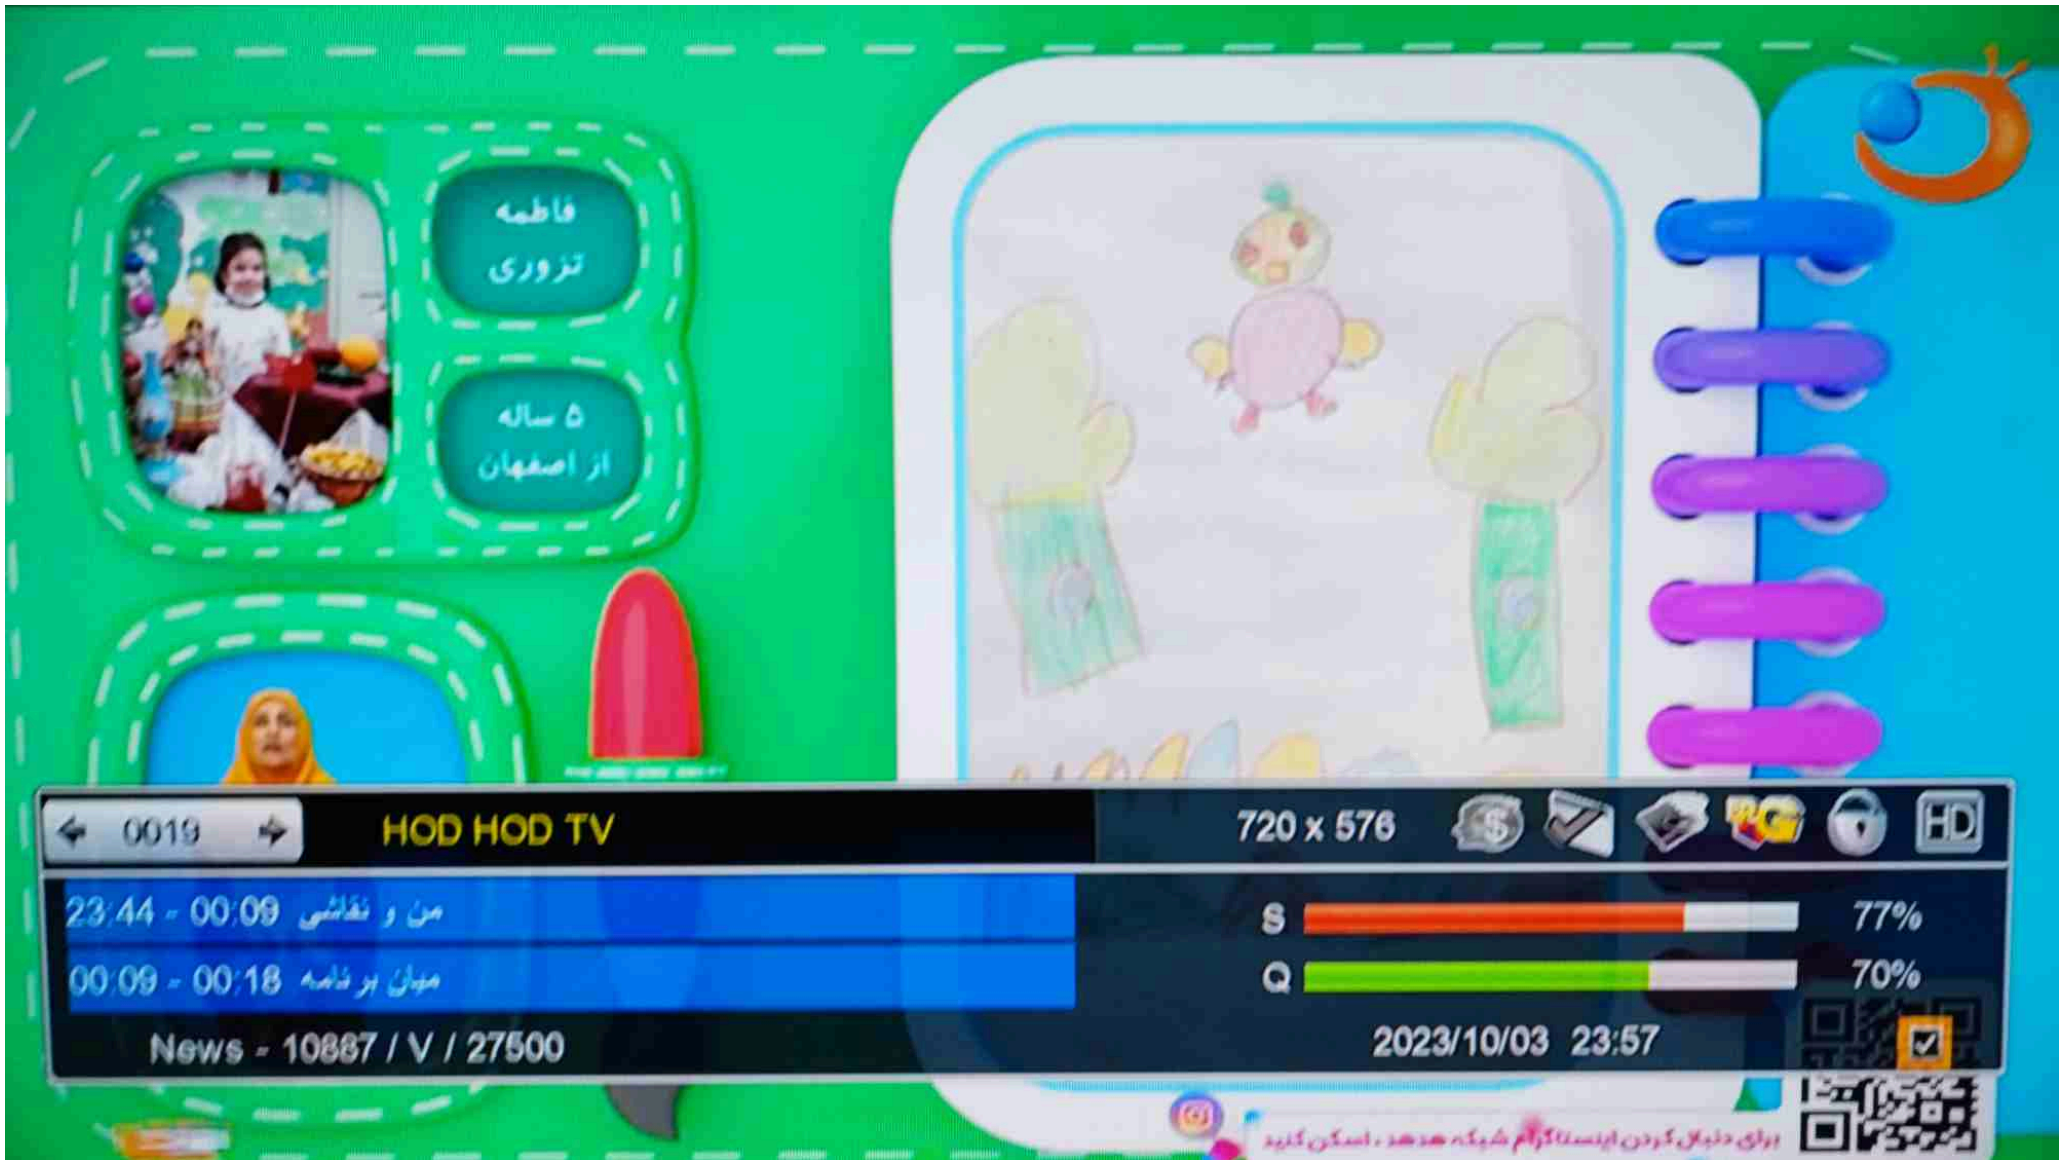 فاطمه
تزوری
۵ ساله
از اصفهان
0019
HOD HOD TV
720 x 576
HD
23:44 - 00:09 من و نقاشی
00:09 - 00:18 میان برنامه
S 77%
Q 70%
News - 10887 / V / 27500
2023/10/03 23:57
برای دنبال کردن اینستاگرام شبکه هدهد ، اسکن کنید